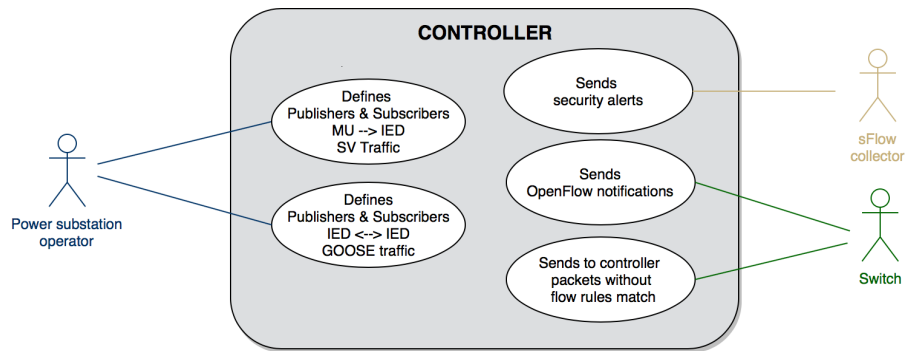 CONTROLLER
Defines
Publishers & Subscribers
MU --> IED
SV Traffic
Defines
Publishers & Subscribers
IED <--> IED
GOOSE traffic
Sends
security alerts
Sends
OpenFlow notifications
Sends to controller
packets without
flow rules match
Power substation
operator
sFlow
collector
Switch